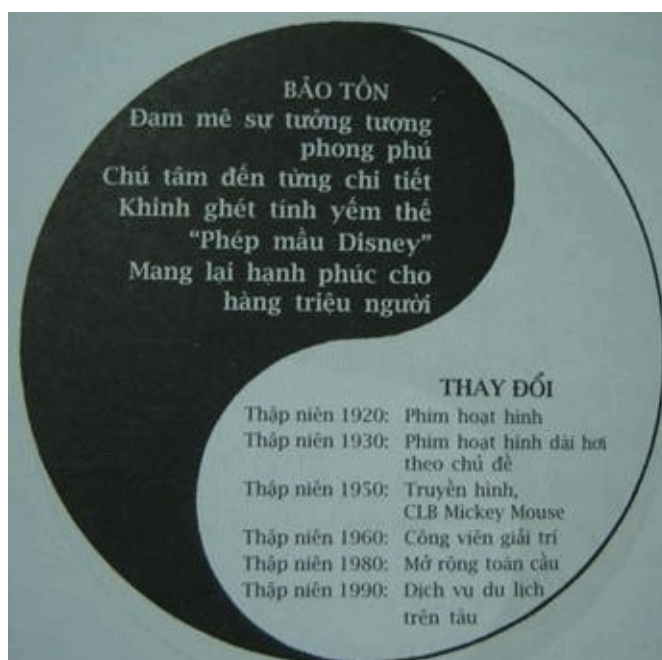 BẢO TỒN
Đam mê sự tưởng tượng
phong phú
Chú tâm đến từng chi tiết
Khinh ghét tính yếm thế
“Phép mầu Disney”
Mang lại hạnh phúc cho
hàng triệu người
THAY ĐỔI
Thập niên 1920: Phim hoạt hình
Thập niên 1930: Phim hoạt hình dài hơi
theo chủ đề
Thập niên 1950: Truyền hình,
CLB Mickey Mouse
Thập niên 1960: Công viên giải trí
Thập niên 1980: Mở rộng toàn cầu
Thập niên 1990: Dịch vụ du lịch
trên tàu